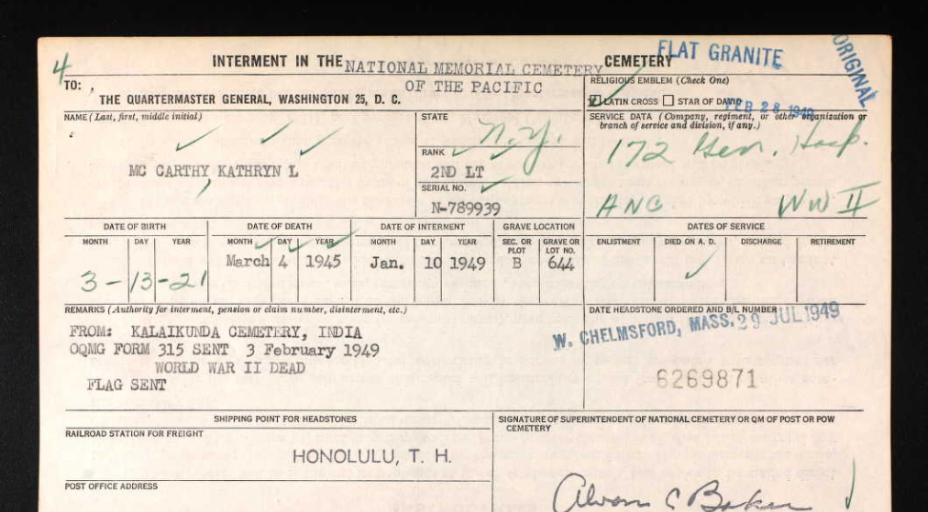 4
INTERMENT IN THE NATIONAL MEMORIAL CEMETERY CEMETERY
OF THE PACIFIC
FLAT GRANITE
ORIGINAL
TO: ,
THE QUARTERMASTER GENERAL, WASHINGTON 25, D. C.
RELIGIOUS EMBLEM (Check One)
LATIN CROSS STAR OF DAVID
FEB 28 1949
NAME (Last, first, middle initial)
MC CARTHY, KATHRYN L
STATE
N.Y.
RANK
2ND LT
SERIAL NO.
N-789939
SERVICE DATA (Company, regiment, or other organization or
branch of service and division, if any.)
172 Gen. Hosp.
ANC WW II
DATE OF BIRTH
MONTH DAY YEAR
3-13-21
DATE OF DEATH
MONTH DAY YEAR
March 4 1945
DATE OF INTERMENT
MONTH DAY YEAR
Jan. 10 1949
GRAVE LOCATION
SEC. OR PLOT
B
GRAVE OR LOT NO.
644
DATES OF SERVICE
ENLISTMENT DIED ON A. D. DISCHARGE RETIREMENT
REMARKS (Authority for interment, pension or claim number, disinterment, etc.)
FROM: KALAIKUNDA CEMETERY, INDIA
OQMG FORM 315 SENT 3 February 1949
WORLD WAR II DEAD
FLAG SENT
DATE HEADSTONE ORDERED AND B/L NUMBER
W. CHELMSFORD, MASS. 29 JUL 1949
6269871
SHIPPING POINT FOR HEADSTONES
RAILROAD STATION FOR FREIGHT
HONOLULU, T. H.
POST OFFICE ADDRESS
SIGNATURE OF SUPERINTENDENT OF NATIONAL CEMETERY OR QM OF POST OR POW
CEMETERY
Alvon C Baker